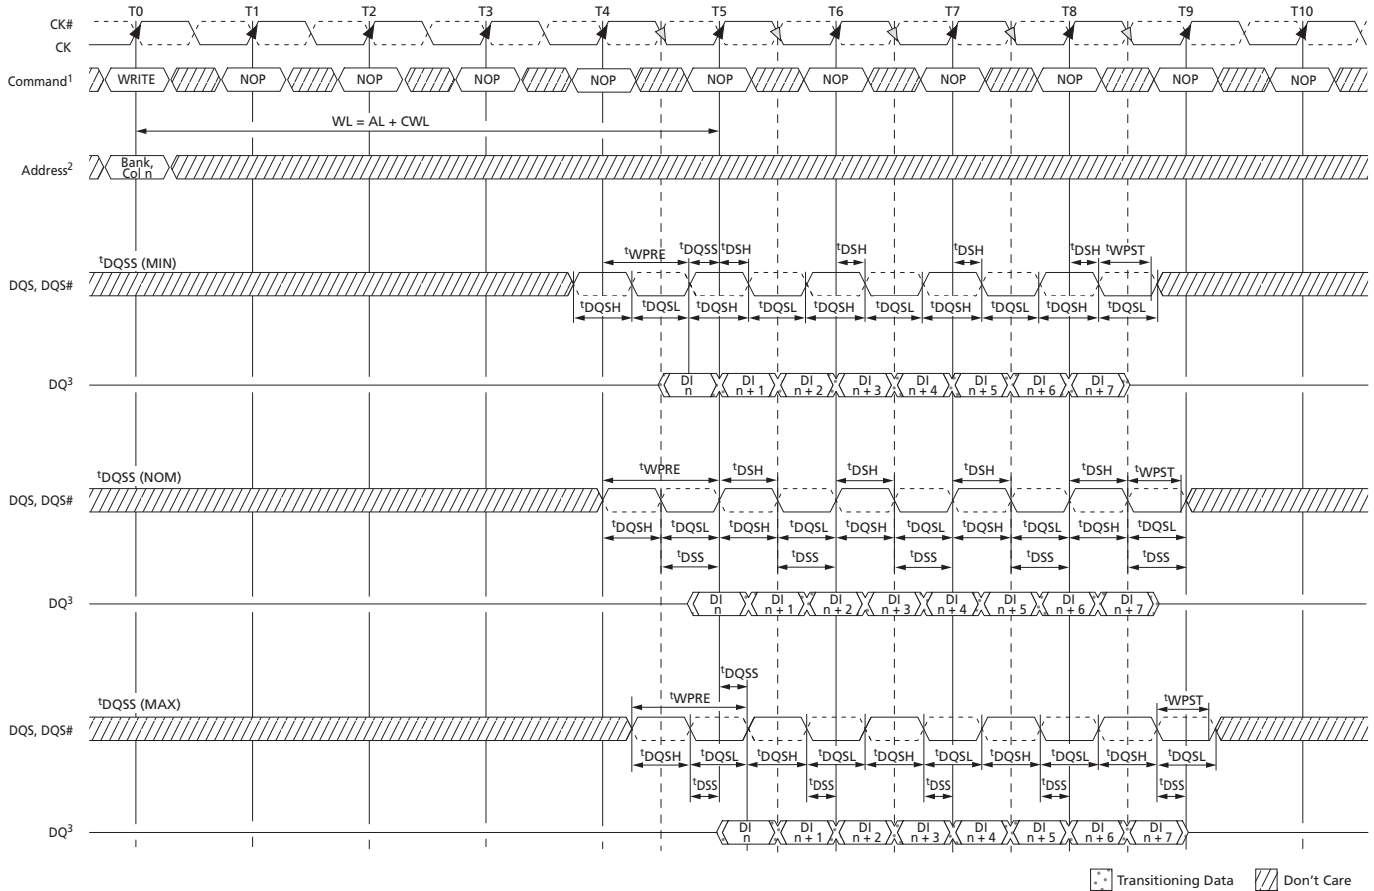 T0 T1 T2 T3 T4 T5 T6 T7 T8 T9 T10
CK#
CK
Command¹ WRITE NOP NOP NOP NOP NOP NOP NOP NOP NOP NOP
WL = AL + CWL
Address² Bank,
Col n
tDQSS tDSH tDSH tDSH tDSH tWPST
tWPRE
tDQSS (MIN)
DQS, DQS#
tDQSH tDQSL tDQSH tDQSL tDQSH tDQSL tDQSH tDQSL tDQSH tDQSL
DI DI DI DI DI DI DI DI
DQ³
n n + 1 n + 2 n + 3 n + 4 n + 5 n + 6 n + 7
tWPRE tDSH tDSH tDSH tDSH tWPST
tDQSS (NOM)
DQS, DQS#
tDQSH tDQSL tDQSH tDQSL tDQSH tDQSL tDQSH tDQSL tDQSH tDQSL
tDSS tDSS tDSS tDSS tDSS
DI DI DI DI DI DI DI DI
DQ³
n n + 1 n + 2 n + 3 n + 4 n + 5 n + 6 n + 7
tDQSS
tWPRE tWPST
tDQSS (MAX)
DQS, DQS#
tDQSH tDQSL tDQSH tDQSL tDQSH tDQSL tDQSH tDQSL tDQSH tDQSL
tDSS tDSS tDSS tDSS tDSS
DI DI DI DI DI DI DI DI
DQ³
n n + 1 n + 2 n + 3 n + 4 n + 5 n + 6 n + 7
Transitioning Data Don't Care